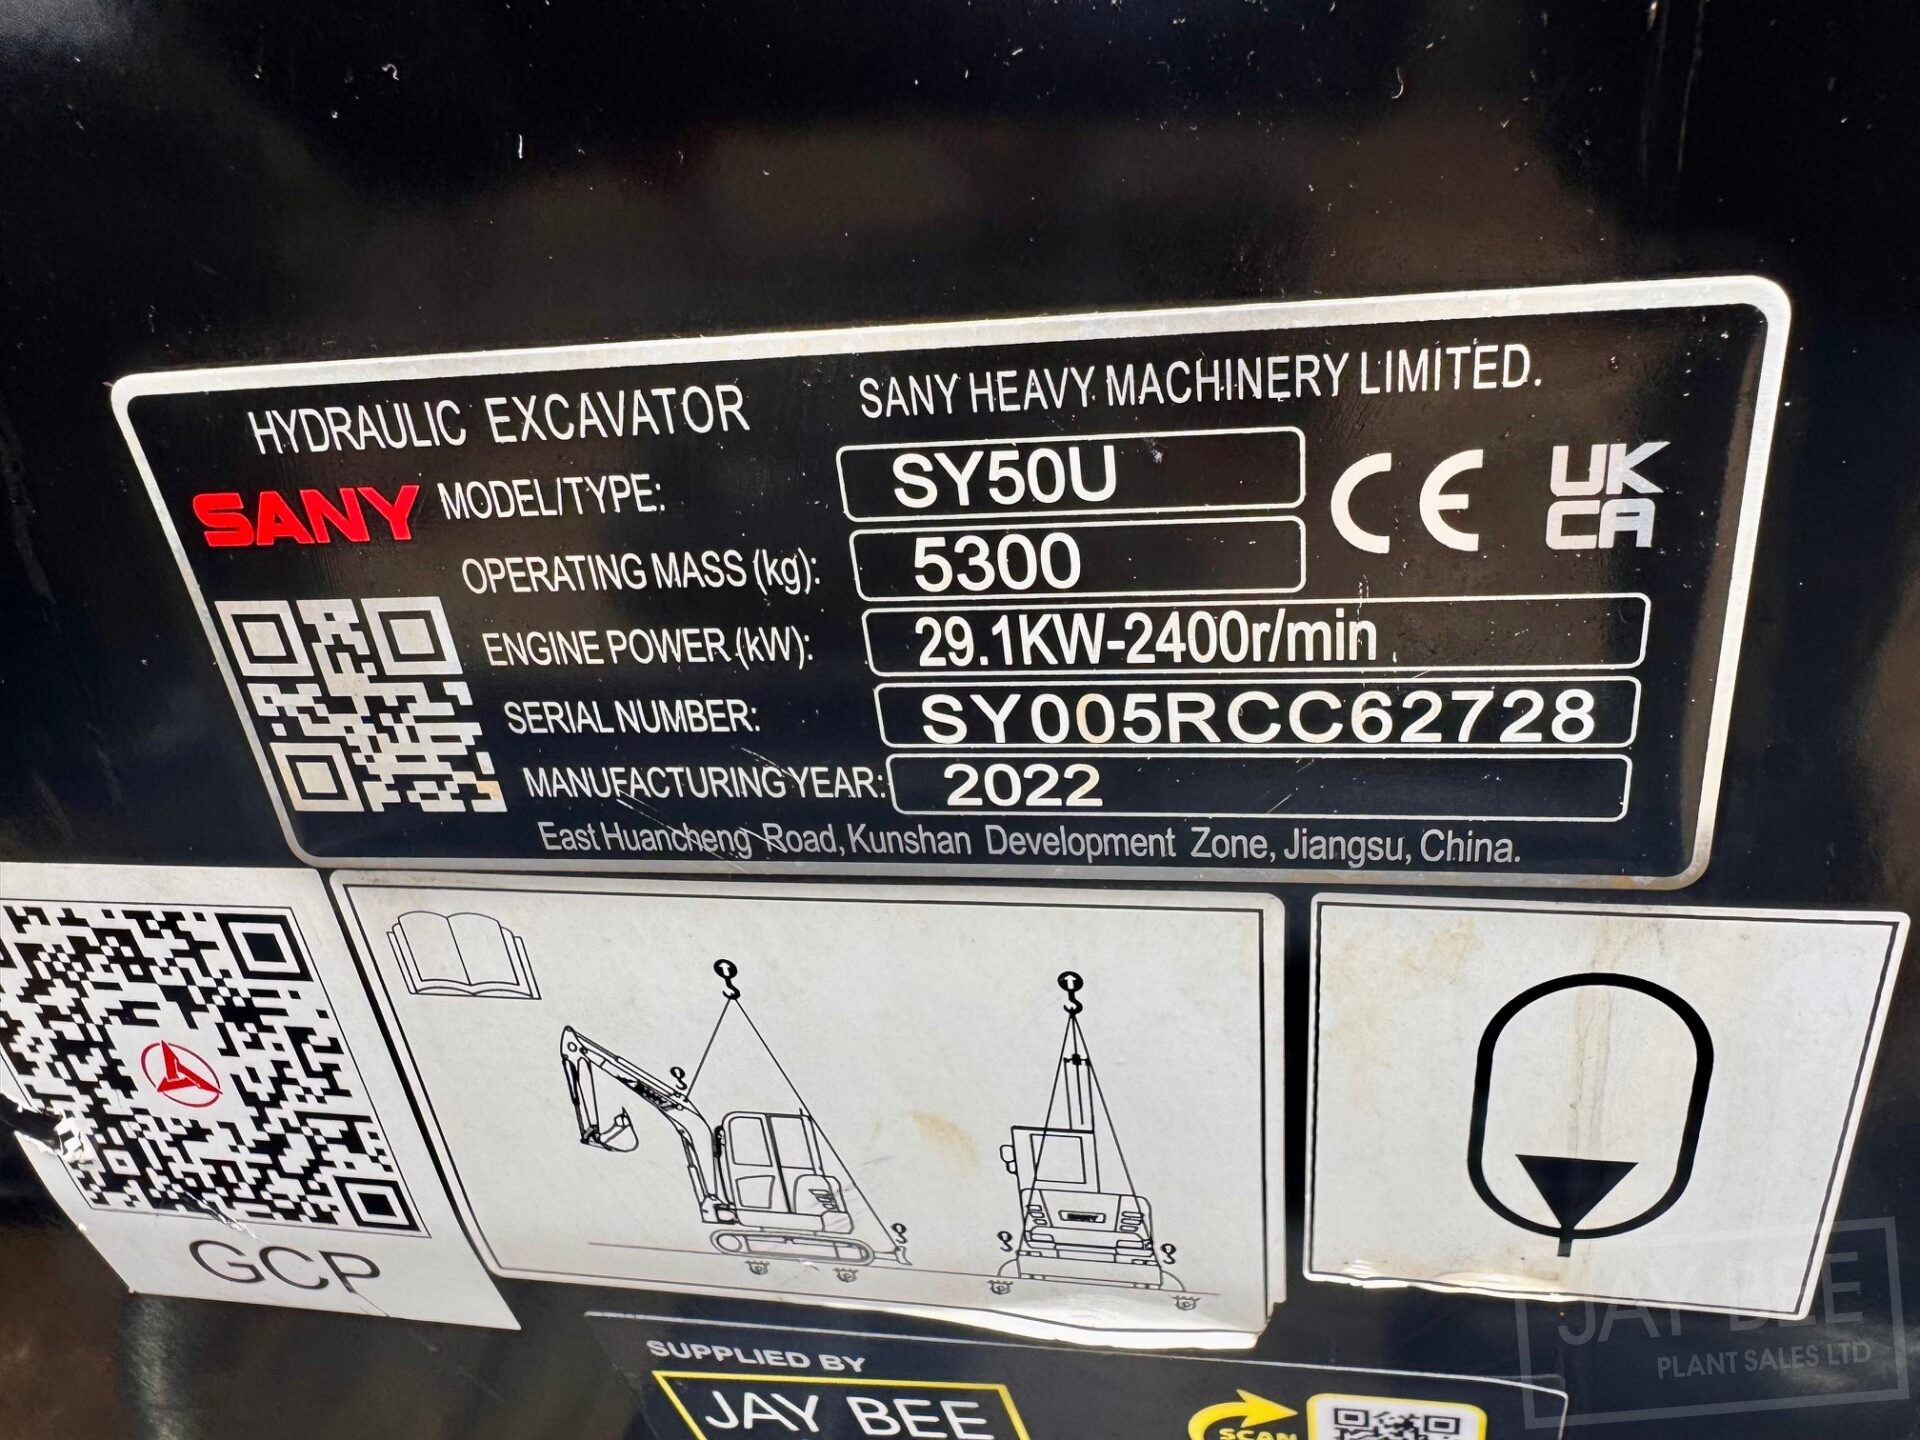 HYDRAULIC EXCAVATOR SANY HEAVY MACHINERY LIMITED.
SANY MODEL/TYPE: SY50U CE UK CA
OPERATING MASS (kg): 5300
ENGINE POWER (kW): 29.1KW-2400r/min
SERIAL NUMBER: SY005RCC62728
MANUFACTURING YEAR: 2022
East Huancheng Road, Kunshan Development Zone, Jiangsu, China.
GCP
SUPPLIED BY
JAY BEE
SCAN
JAY BEE
PLANT SALES LTD